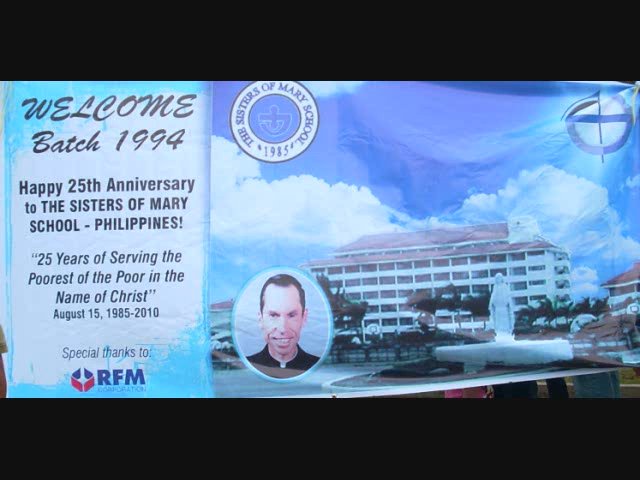 WELCOME
Batch 1994
Happy 25th Anniversary
to THE SISTERS OF MARY
SCHOOL - PHILIPPINES!
"25 Years of Serving the
Poorest of the Poor in the
Name of Christ"
August 15, 1985-2010
Special thanks to:
RFM
CORPORATION
THE SISTERS OF MARY SCHOOL
• 1985 •